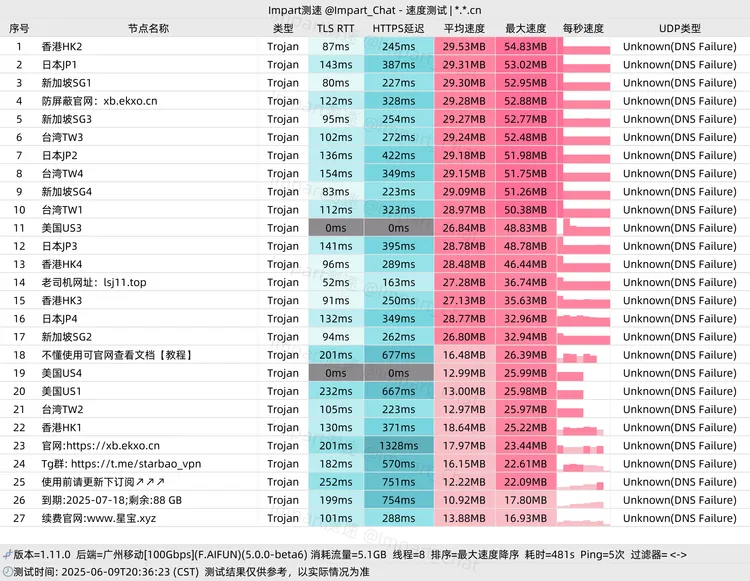 Impart测速 @Impart_Chat - 速度测试 | *.*.cn
序号 节点名称 类型 TLS RTT HTTPS延迟 平均速度 最大速度 每秒速度 UDP类型
1 香港HK2 Trojan 87ms 245ms 29.53MB 54.83MB Unknown(DNS Failure)
2 日本JP1 Trojan 143ms 387ms 29.31MB 53.02MB Unknown(DNS Failure)
3 新加坡SG1 Trojan 80ms 227ms 29.30MB 52.95MB Unknown(DNS Failure)
4 防屏蔽官网：xb.ekxo.cn Trojan 122ms 328ms 29.28MB 52.88MB Unknown(DNS Failure)
5 新加坡SG3 Trojan 95ms 254ms 29.27MB 52.77MB Unknown(DNS Failure)
6 台湾TW3 Trojan 102ms 272ms 29.24MB 52.48MB Unknown(DNS Failure)
7 日本JP2 Trojan 136ms 422ms 29.18MB 51.98MB Unknown(DNS Failure)
8 台湾TW4 Trojan 154ms 349ms 29.15MB 51.75MB Unknown(DNS Failure)
9 新加坡SG4 Trojan 83ms 223ms 29.09MB 51.26MB Unknown(DNS Failure)
10 台湾TW1 Trojan 112ms 323ms 28.97MB 50.38MB Unknown(DNS Failure)
11 美国US3 Trojan 0ms 0ms 26.84MB 48.83MB Unknown(DNS Failure)
12 日本JP3 Trojan 141ms 395ms 28.78MB 48.78MB Unknown(DNS Failure)
13 香港HK4 Trojan 96ms 289ms 28.48MB 46.44MB Unknown(DNS Failure)
14 老司机网址：lsj11.top Trojan 52ms 163ms 27.28MB 36.74MB Unknown(DNS Failure)
15 香港HK3 Trojan 91ms 250ms 27.13MB 35.63MB Unknown(DNS Failure)
16 日本JP4 Trojan 132ms 349ms 28.77MB 32.96MB Unknown(DNS Failure)
17 新加坡SG2 Trojan 94ms 262ms 26.80MB 32.94MB Unknown(DNS Failure)
18 不懂使用可官网查看文档【教程】 Trojan 201ms 677ms 16.48MB 26.39MB Unknown(DNS Failure)
19 美国US4 Trojan 0ms 0ms 12.99MB 25.99MB Unknown(DNS Failure)
20 美国US1 Trojan 232ms 667ms 13.00MB 25.98MB Unknown(DNS Failure)
21 台湾TW2 Trojan 105ms 223ms 12.97MB 25.97MB Unknown(DNS Failure)
22 香港HK1 Trojan 130ms 371ms 18.64MB 25.22MB Unknown(DNS Failure)
23 官网:https://xb.ekxo.cn Trojan 201ms 1328ms 17.97MB 23.44MB Unknown(DNS Failure)
24 Tg群: https://t.me/starbao_vpn Trojan 182ms 570ms 16.15MB 22.61MB Unknown(DNS Failure)
25 使用前请更新下订阅↗↗↗ Trojan 252ms 751ms 12.22MB 22.09MB Unknown(DNS Failure)
26 到期:2025-07-18;剩余:88 GB Trojan 199ms 754ms 10.92MB 17.80MB Unknown(DNS Failure)
27 续费官网:www.星宝.xyz Trojan 101ms 288ms 13.88MB 16.93MB Unknown(DNS Failure)
版本=1.11.0 后端=广州移动[100Gbps](F.AIFUN)(5.0.0-beta6) 消耗流量=5.1GB 线程=8 排序=最大速度降序 耗时=481s Ping=5次 过滤器= <->
测试时间: 2025-06-09T20:36:23 (CST) 测试结果仅供参考，以实际情况为准